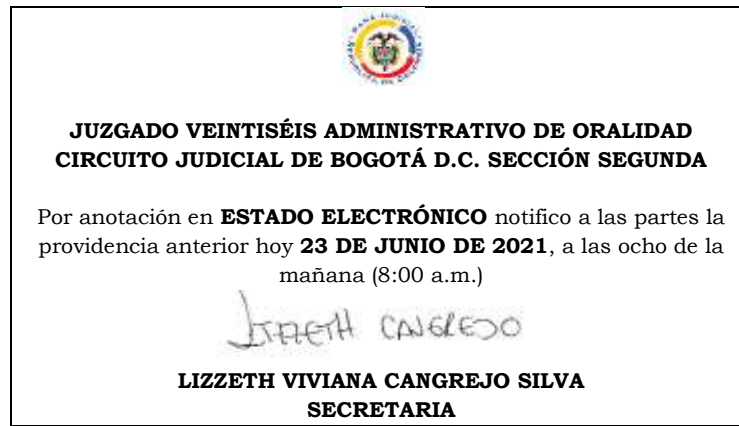 JUZGADO VEINTISÉIS ADMINISTRATIVO DE ORALIDAD
CIRCUITO JUDICIAL DE BOGOTÁ D.C. SECCIÓN SEGUNDA
Por anotación en ESTADO ELECTRÓNICO notifico a las partes la
providencia anterior hoy 23 DE JUNIO DE 2021, a las ocho de la
mañana (8:00 a.m.)
LIZZETH CANGREJO
LIZZETH VIVIANA CANGREJO SILVA
SECRETARIA